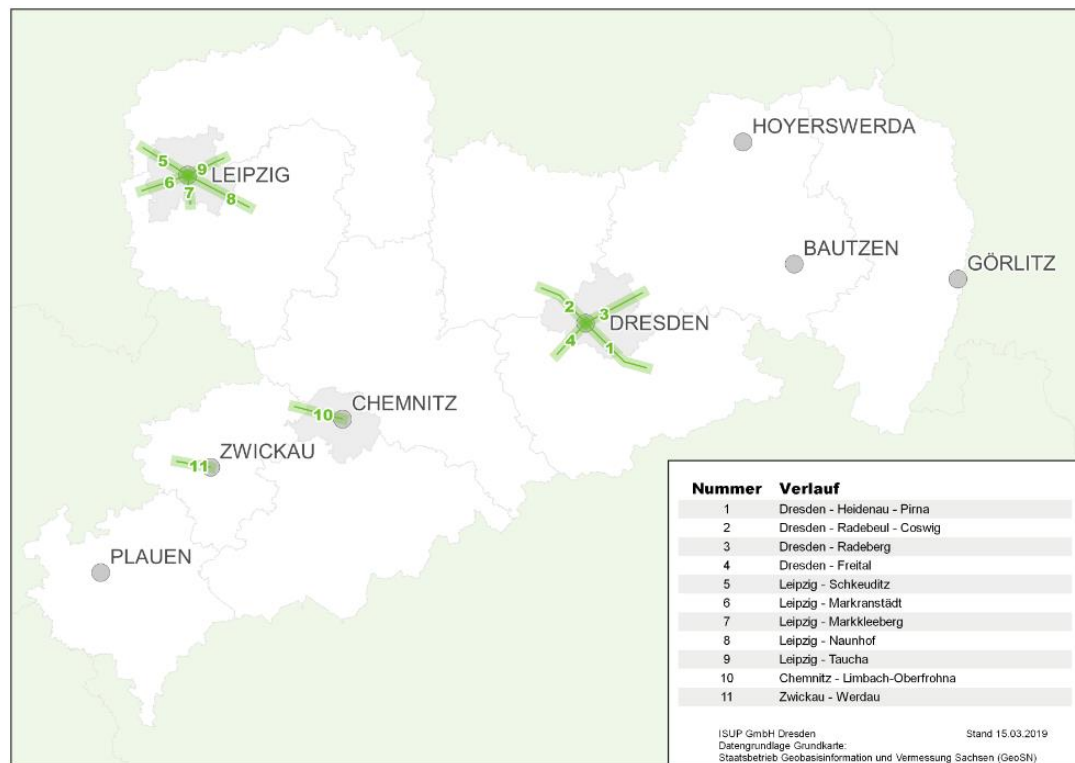 HOYERSWERDA
5
9
LEIPZIG
6
7
8
BAUTZEN
GÖRLITZ
2
3
DRESDEN
4
1
CHEMNITZ
10
ZWICKAU
11
PLAUEN
Nummer Verlauf
1 Dresden - Heidenau - Pirna
2 Dresden - Radebeul - Coswig
3 Dresden - Radeberg
4 Dresden - Freital
5 Leipzig - Schkeuditz
6 Leipzig - Markranstädt
7 Leipzig - Markkleeberg
8 Leipzig - Naunhof
9 Leipzig - Taucha
10 Chemnitz - Limbach-Oberfrohna
11 Zwickau - Werdau
ISUP GmbH Dresden Stand 15.03.2019
Datengrundlage Grundkarte:
Staatsbetrieb Geobasisinformation und Vermessung Sachsen (GeoSN)